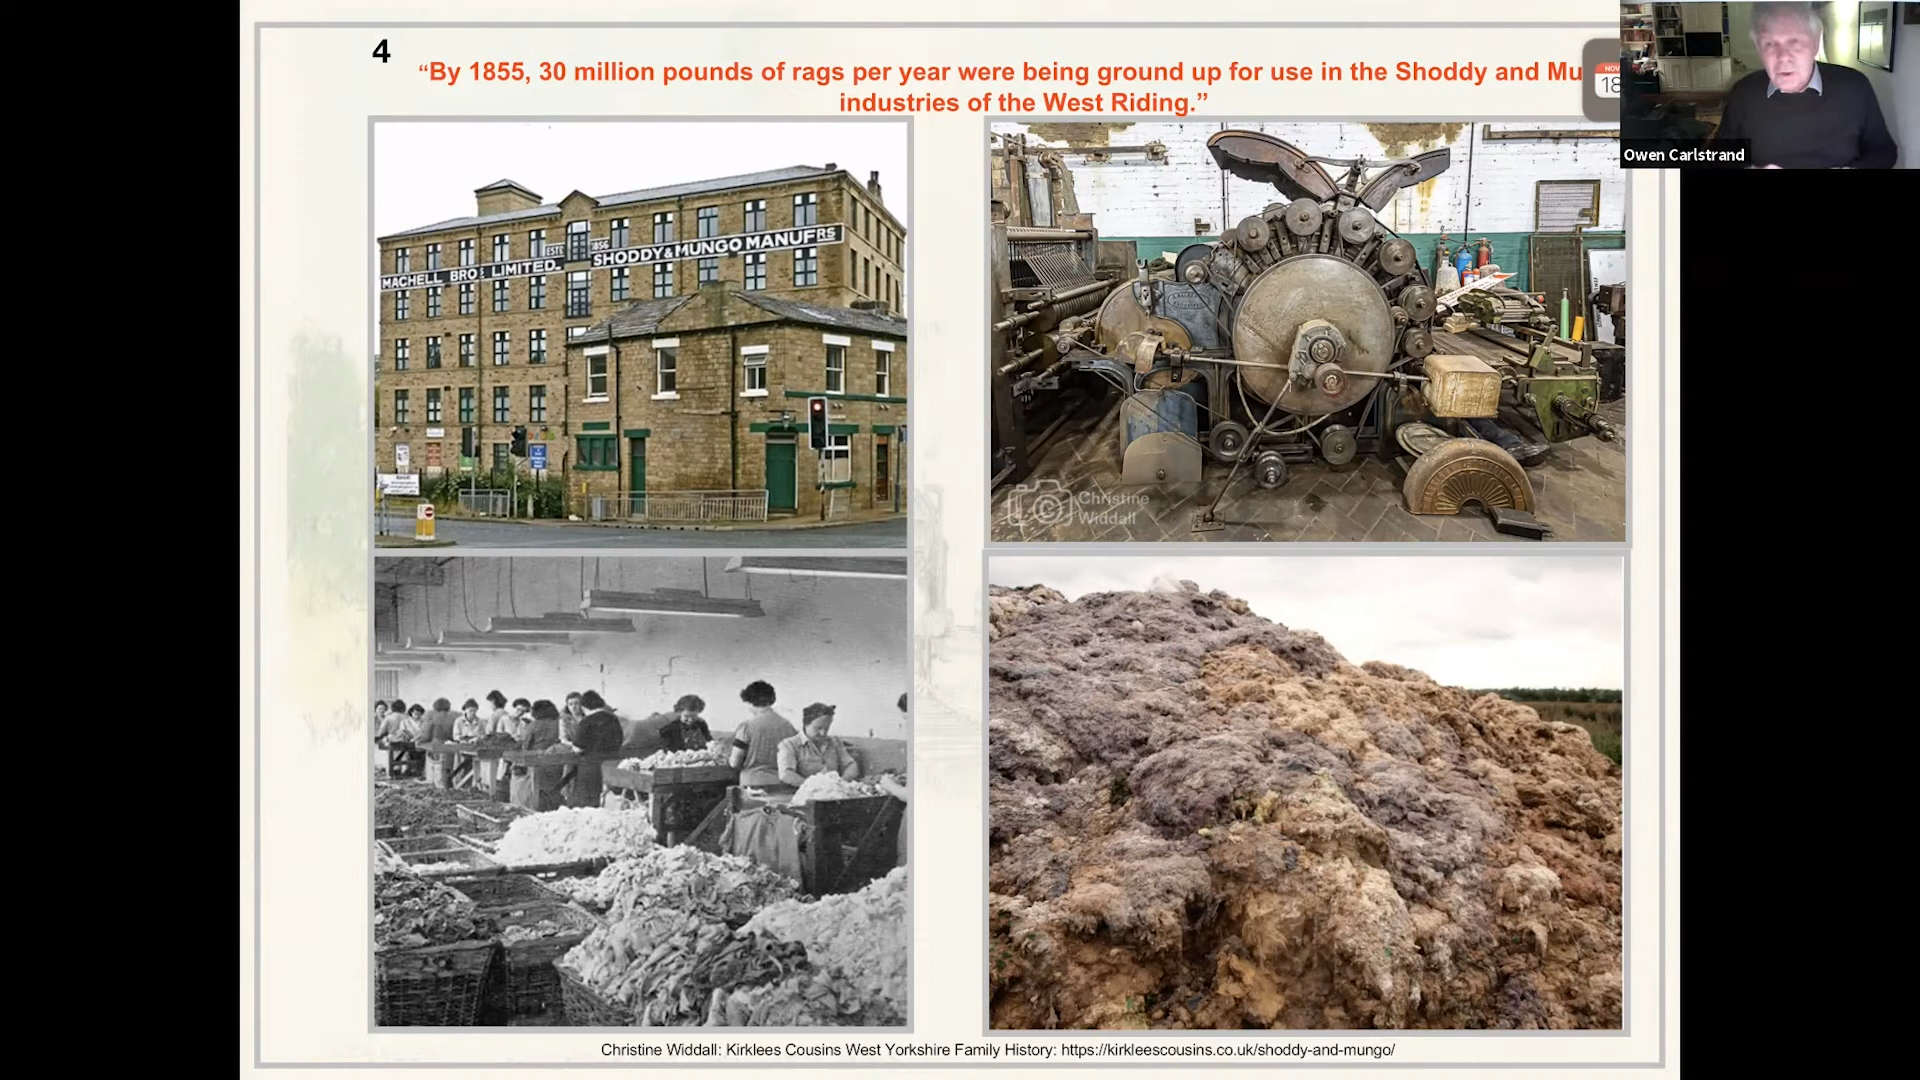 4
“By 1855, 30 million pounds of rags per year were being ground up for use in the Shoddy and Mu
industries of the West Riding.”
NOV
18
Owen Carlstrand
ESTD 1856
MACHELL BROS LIMITED. SHODDY & MUNGO MANUFRS
Christine
Widdall
Christine Widdall: Kirklees Cousins West Yorkshire Family History: https://kirkleescousins.co.uk/shoddy-and-mungo/